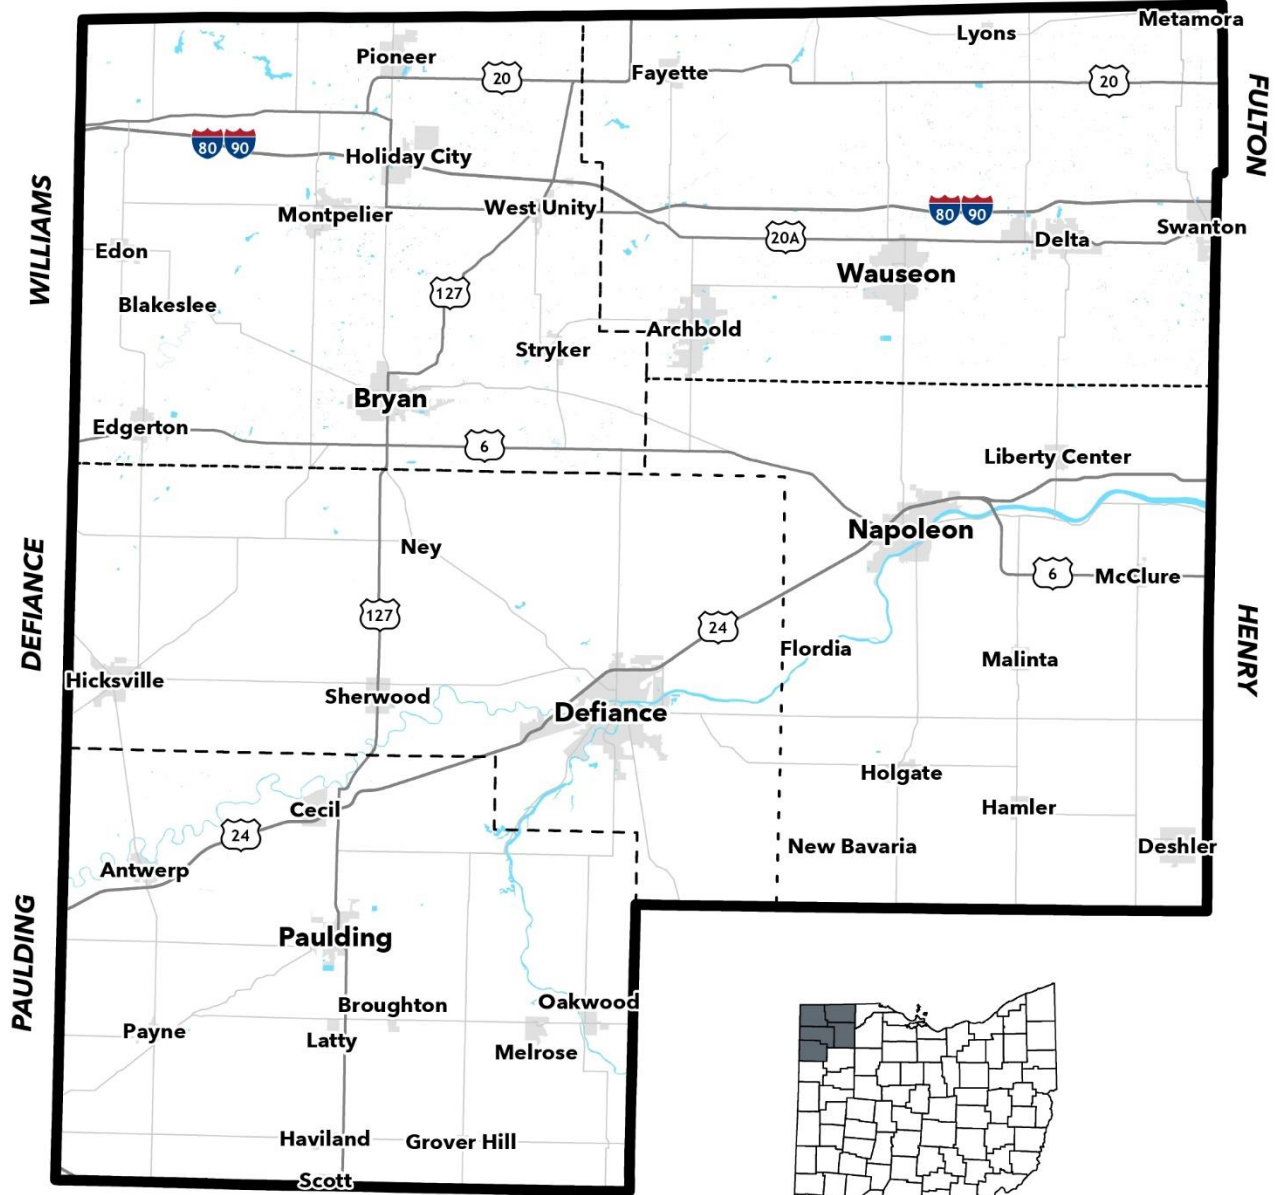 Metamora
Lyons
Pioneer
Fayette
20
20
FULTON
80 90
Holiday City
WILLIAMS
Montpelier
West Unity
80 90
Swanton
20A
Delta
Edon
Wauseon
127
Blakeslee
Archbold
Stryker
Bryan
Edgerton
6
Liberty Center
Napoleon
Ney
6
McClure
DEFIANCE
127
24
HENRY
Flordia
Malinta
Hicksville
Sherwood
Defiance
Holgate
Cecil
Hamler
24
New Bavaria
Deshler
Antwerp
PAULDING
Paulding
Broughton
Oakwood
Payne
Latty
Melrose
Haviland
Grover Hill
Scott